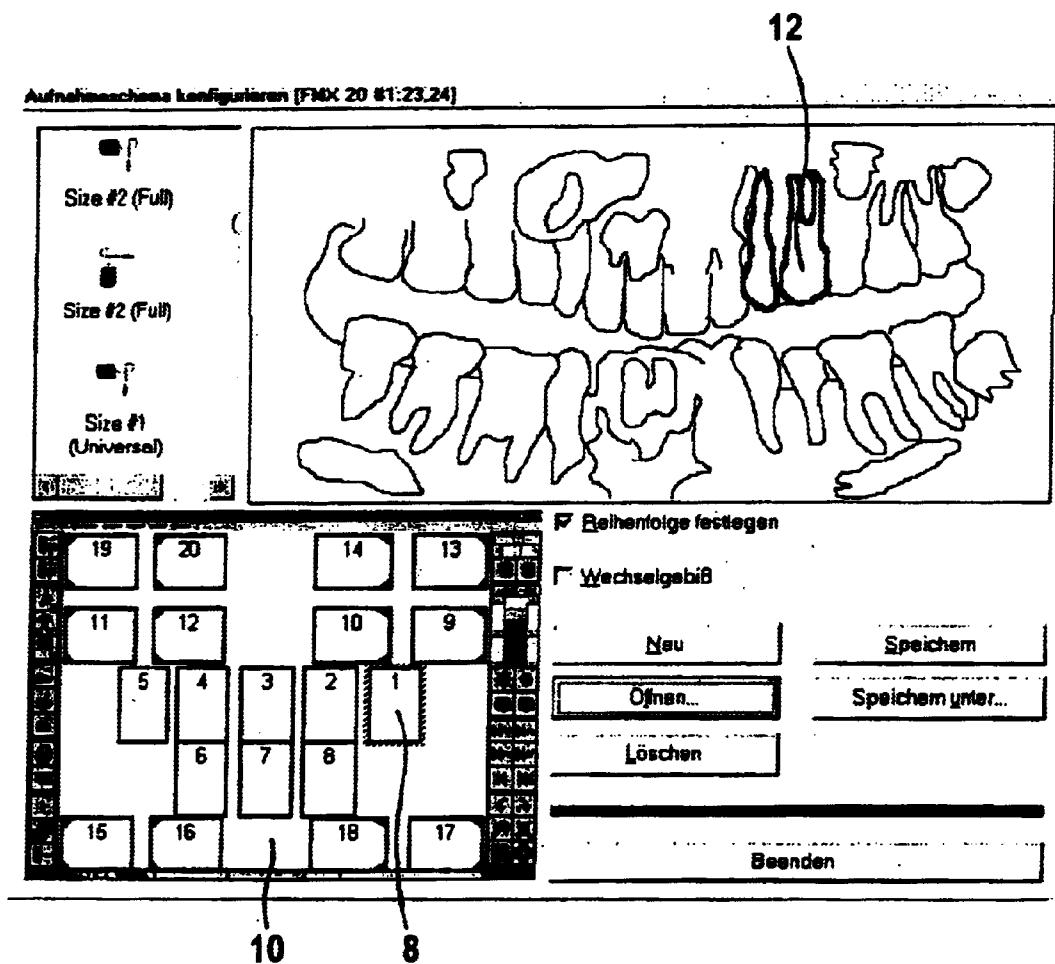 12
Aufnahmeschema konfigurieren [FMX 20 #1:23,24]
Size #2 (Full)
Size #2 (Full)
Size #1
(Universal)
Reihenfolge festlegen
Wechselgebiß
19 20 14 13
11 12 10 9
5 4 3 2 1
6 7 8
15 16 18 17
Neu Speichern
Öffnen... Speichern unter...
Löschen
Beenden
10 8